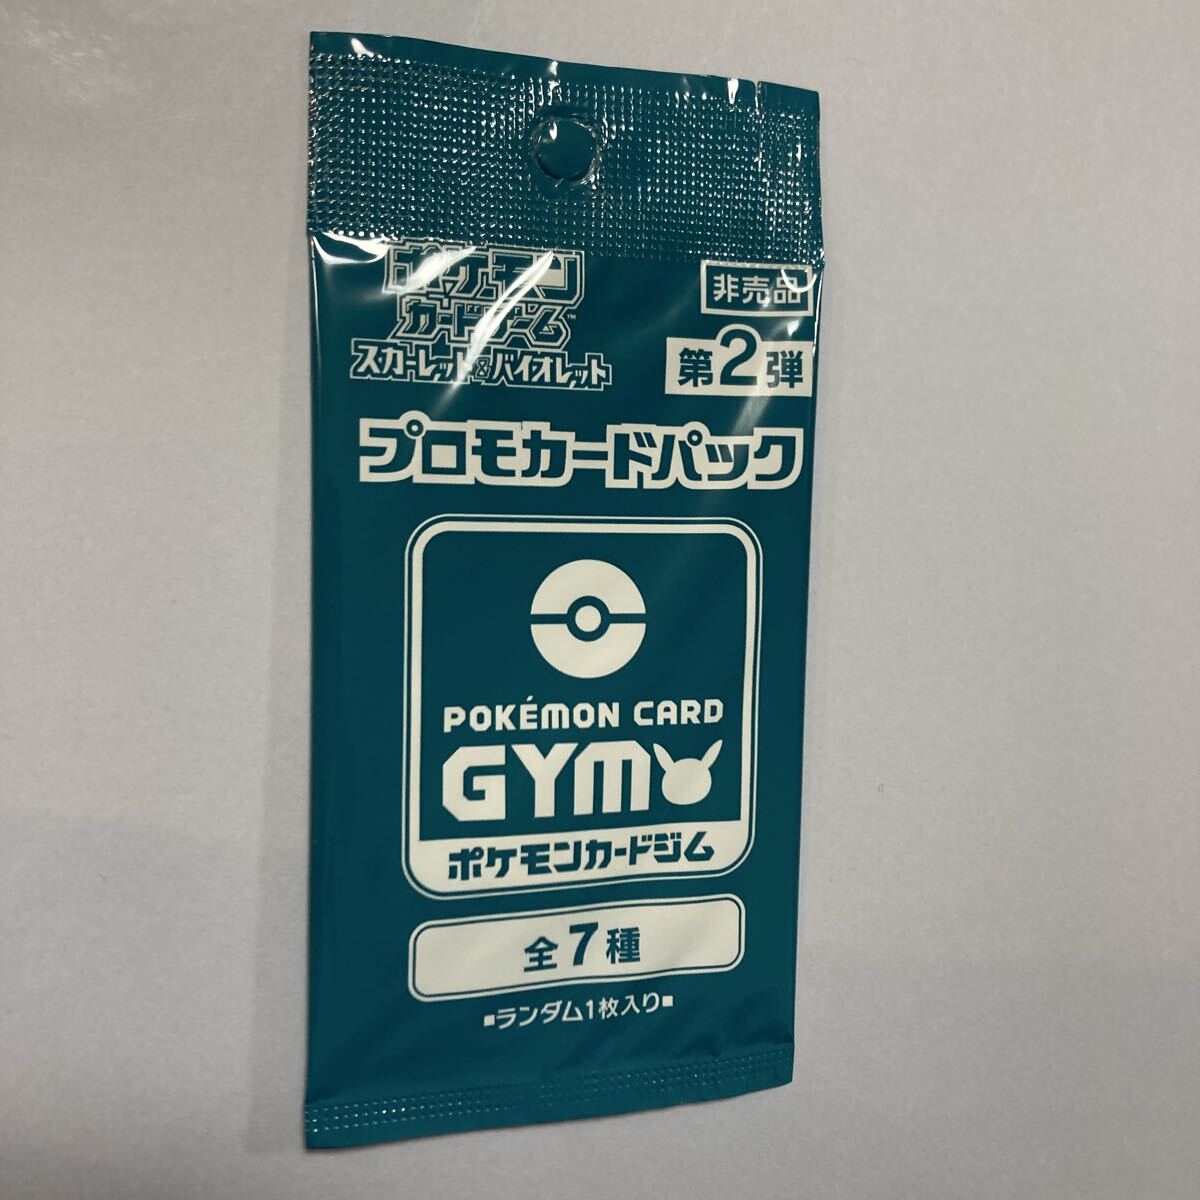 ポケモン
カードゲーム™
スカーレット&バイオレット
非売品
第2弾
プロモカードパック
POKÉMON CARD
GYM
ポケモンカードジム
全7種
■ランダム1枚入り■